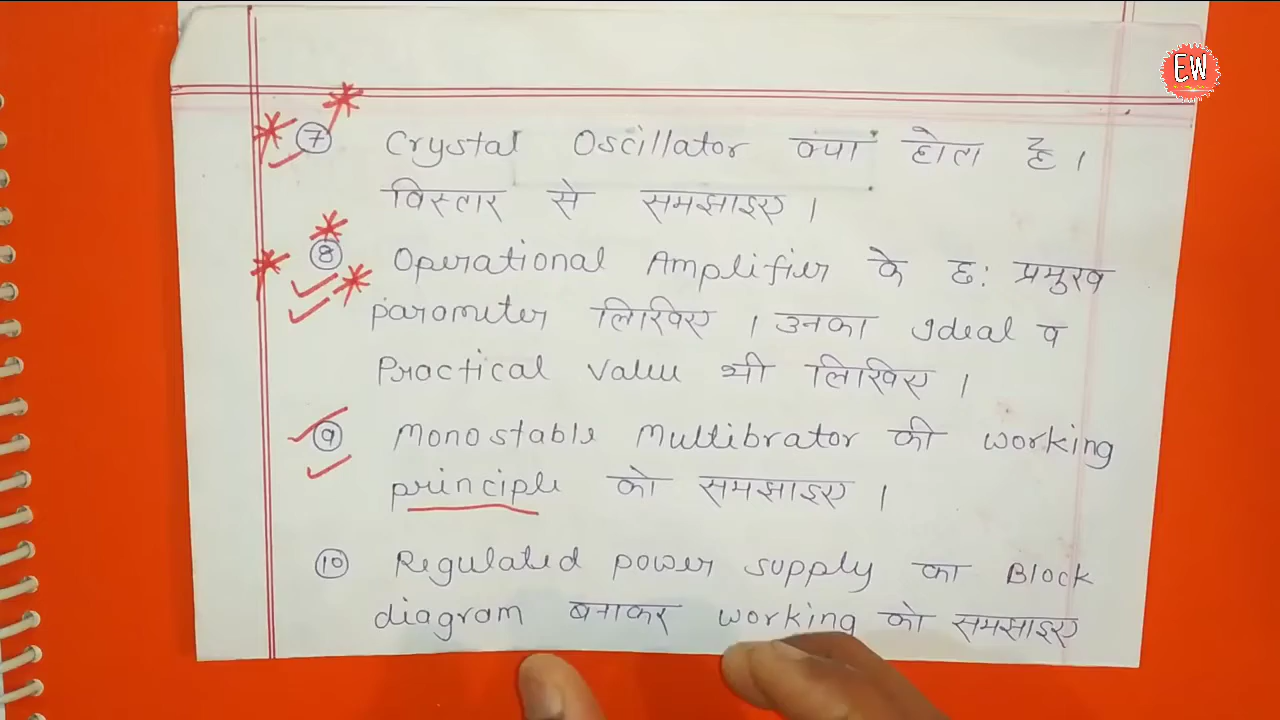 EW
⑦ Crystal Oscillator क्या होता है।
विस्तार से समझाइए।
⑧ Operational Amplifier के छः प्रमुख
parameter लिखिए । उनका Ideal व
Practical Value भी लिखिए ।
⑨ Monostable Multibrator की working
principle को समझाइए ।
⑩ Regulated power supply का Block
diagram बनाकर working को समझाइए